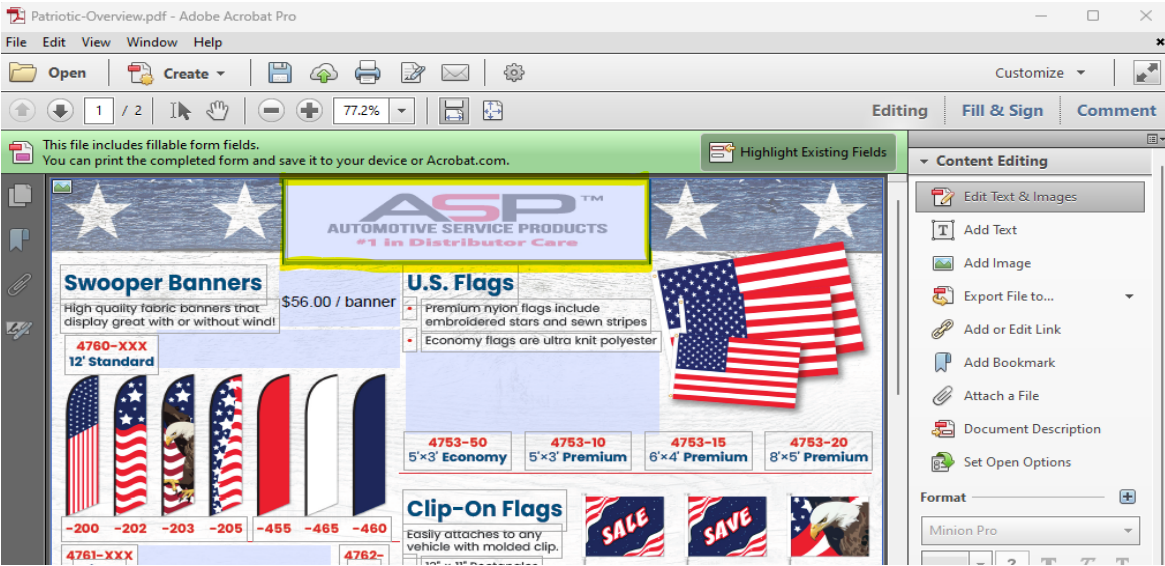 Patriotic-Overview.pdf - Adobe Acrobat Pro
File Edit View Window Help
Open Create Customize
1 / 2 77.2% Editing Fill & Sign Comment
This file includes fillable form fields.
You can print the completed form and save it to your device or Acrobat.com.
Highlight Existing Fields
ASP™
AUTOMOTIVE SERVICE PRODUCTS
#1 in Distributor Care
Swooper Banners
High quality fabric banners that
display great with or without wind!
$56.00 / banner
4760-XXX
12' Standard
-200 -202 -203 -205 -455 -465 -460
4761-XXX
4762-
U.S. Flags
• Premium nylon flags include
embroidered stars and sewn stripes
• Economy flags are ultra knit polyester
4753-50 4753-10 4753-15 4753-20
5'×3' Economy 5'×3' Premium 6'×4' Premium 8'×5' Premium
Clip-On Flags
Easily attaches to any
vehicle with molded clip.
12" x 11" Rectangles
SALE SAVE
Content Editing
Edit Text & Images
Add Text
Add Image
Export File to...
Add or Edit Link
Add Bookmark
Attach a File
Document Description
Set Open Options
Format
Minion Pro